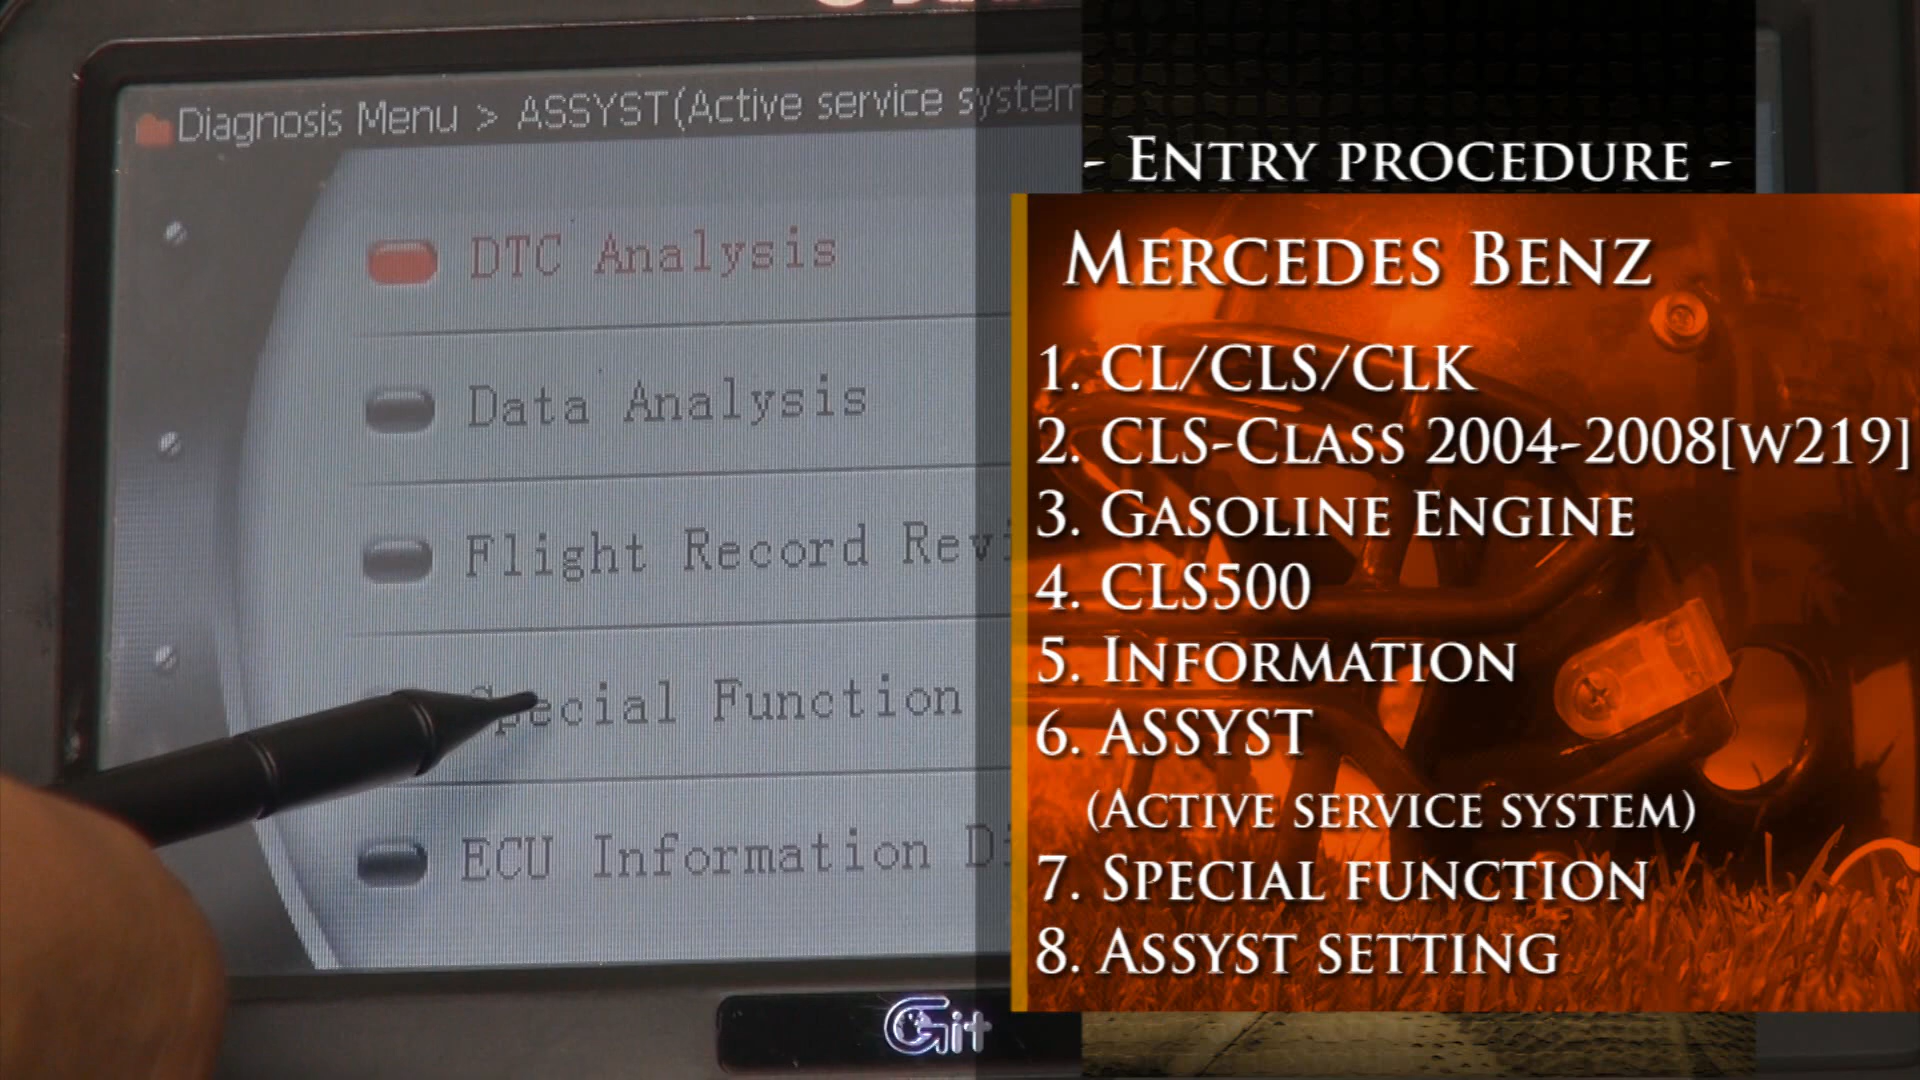 Diagnosis Menu > ASSYST(Active service system
DTC Analysis
Data Analysis
Flight Record
Special Function
ECU Information
Git
- Entry procedure -
Mercedes Benz
1. CL/CLS/CLK
2. CLS-Class 2004-2008[w219]
3. Gasoline Engine
4. CLS500
5. Information
6. ASSYST
(Active service system)
7. Special function
8. Assyst setting